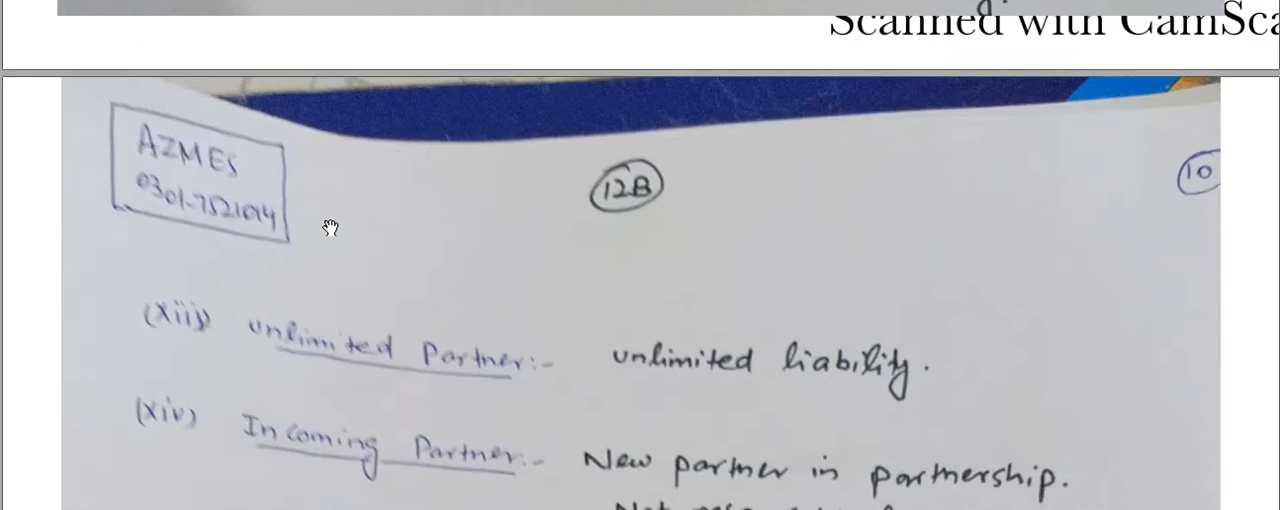 Scanned with CamSca
AZMES
0301-7521014
12B
10
(xiii) Unlimited Partner:- unlimited liability.
(xiv) Incoming Partner:- New partner in partnership.